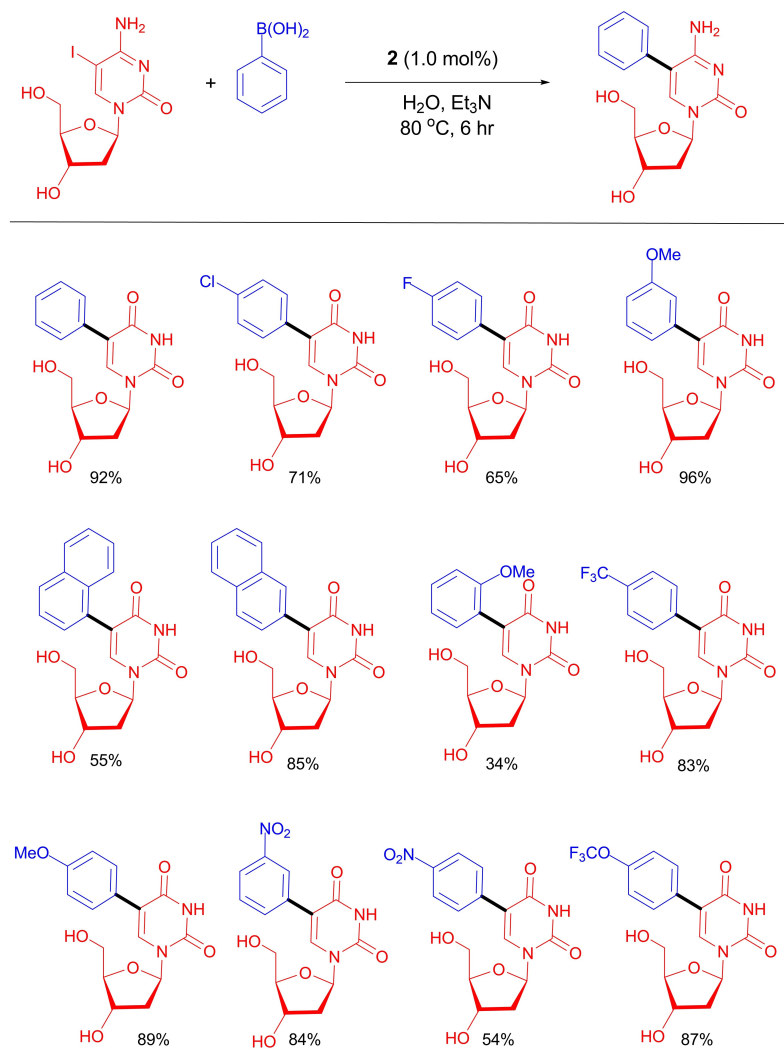 NH₂
B(OH)₂
I
N
+
2 (1.0 mol%)
H₂O, Et₃N
80 °C, 6 hr
NH₂
N
HO
N
O
O
HO
HO
N
O
O
HO
O
NH
HO
N
O
O
HO
92%
Cl
O
NH
HO
N
O
O
HO
71%
F
O
NH
HO
N
O
O
HO
65%
OMe
O
NH
HO
N
O
O
HO
96%
O
NH
HO
N
O
O
HO
55%
O
NH
HO
N
O
O
HO
85%
OMe
O
NH
HO
N
O
O
HO
34%
F₃C
O
NH
HO
N
O
O
HO
83%
MeO
O
NH
HO
N
O
O
HO
89%
NO₂
O
NH
HO
N
O
O
HO
84%
O₂N
O
NH
HO
N
O
O
HO
54%
F₃CO
O
NH
HO
N
O
O
HO
87%